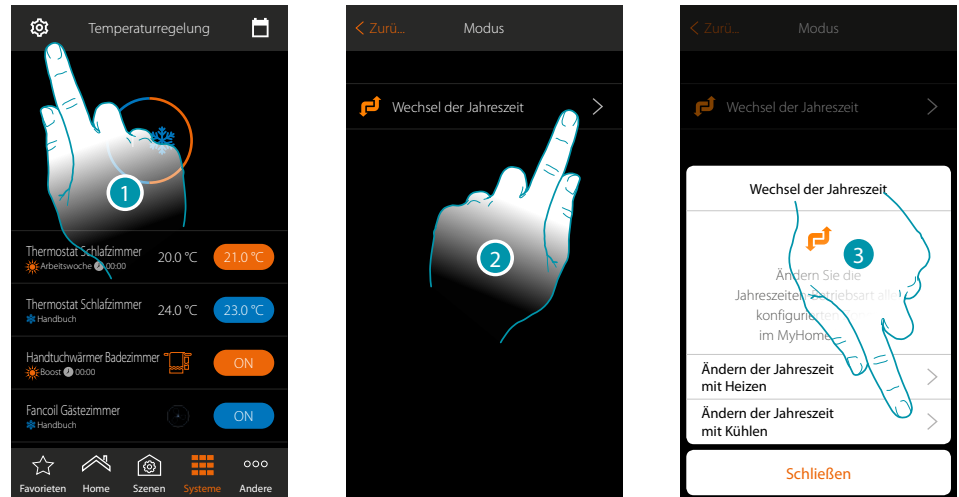 Temperaturregelung
1
Thermostat Schlafzimmer
Arbeitswoche 00:00
20.0 °C
21.0 °C
Thermostat Schlafzimmer
Handbuch
24.0 °C
23.0 °C
Handtuchwärmer Badezimmer
Boost 00:00
ON
Fancoil Gästezimmer
Handbuch
ON
Favorieten
Home
Szenen
Systeme
Andere
< Zurü...
Modus
Wechsel der Jahreszeit
2
< Zurü...
Modus
Wechsel der Jahreszeit
Wechsel der Jahreszeit
3
Ändern Sie die
Jahreszeiten-Betriebsart alle
konfigurierten
im MyHome
Ändern der Jahreszeit
mit Heizen
Ändern der Jahreszeit
mit Kühlen
Schließen